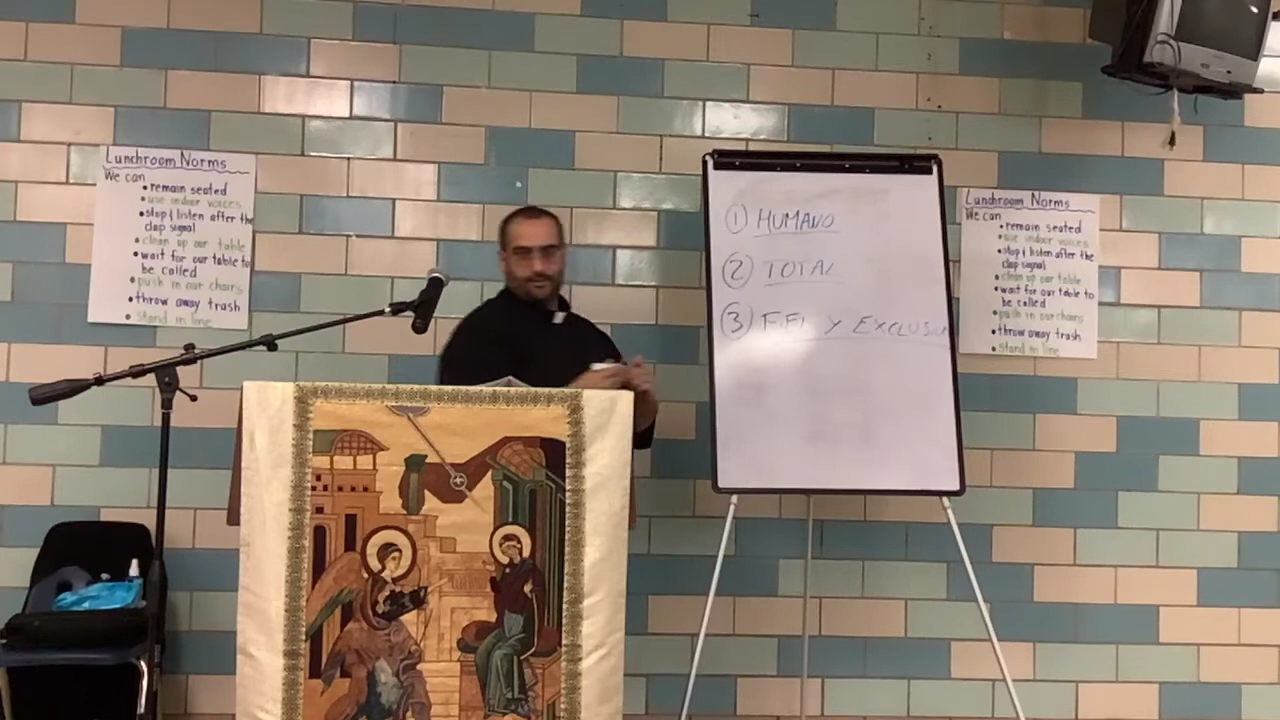 Lunchroom Norms
We can
• remain seated
• use indoor voices
• stop & listen after the
clap signal
• clean up our table
• wait for our table to
be called
• push in our chairs
• throw away trash
• stand in line
① HUMANO
② TOTAL
③ FIEL Y EXCLUSIV
Lunchroom Norms
We can
• remain seated
• use indoor voices
• stop & listen after the
clap signal
• clean up our table
• wait for our table to
be called
• push in our chairs
• throw away trash
• stand in line